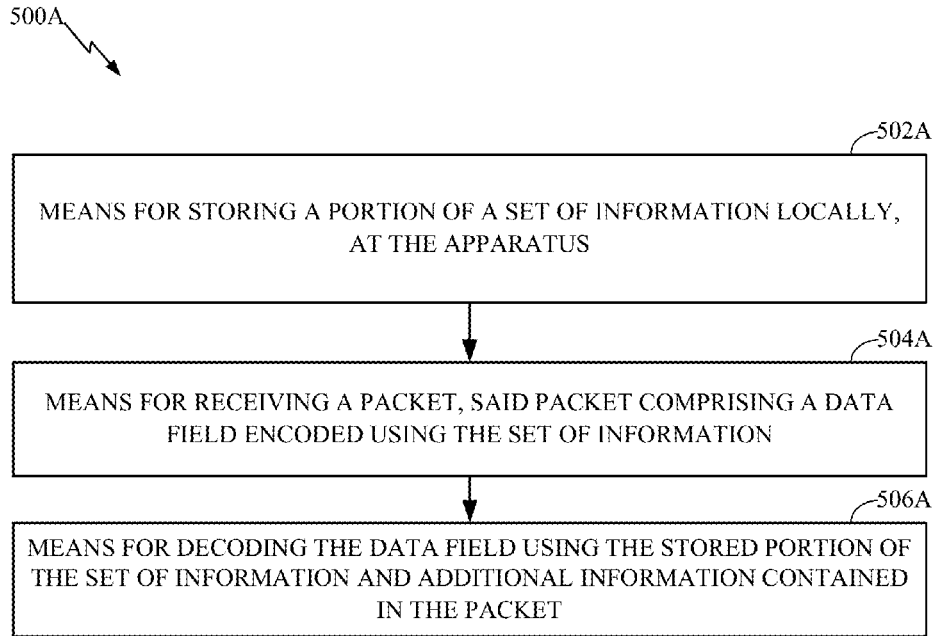 500A
502A
MEANS FOR STORING A PORTION OF A SET OF INFORMATION LOCALLY,
AT THE APPARATUS
504A
MEANS FOR RECEIVING A PACKET, SAID PACKET COMPRISING A DATA
FIELD ENCODED USING THE SET OF INFORMATION
506A
MEANS FOR DECODING THE DATA FIELD USING THE STORED PORTION OF
THE SET OF INFORMATION AND ADDITIONAL INFORMATION CONTAINED
IN THE PACKET